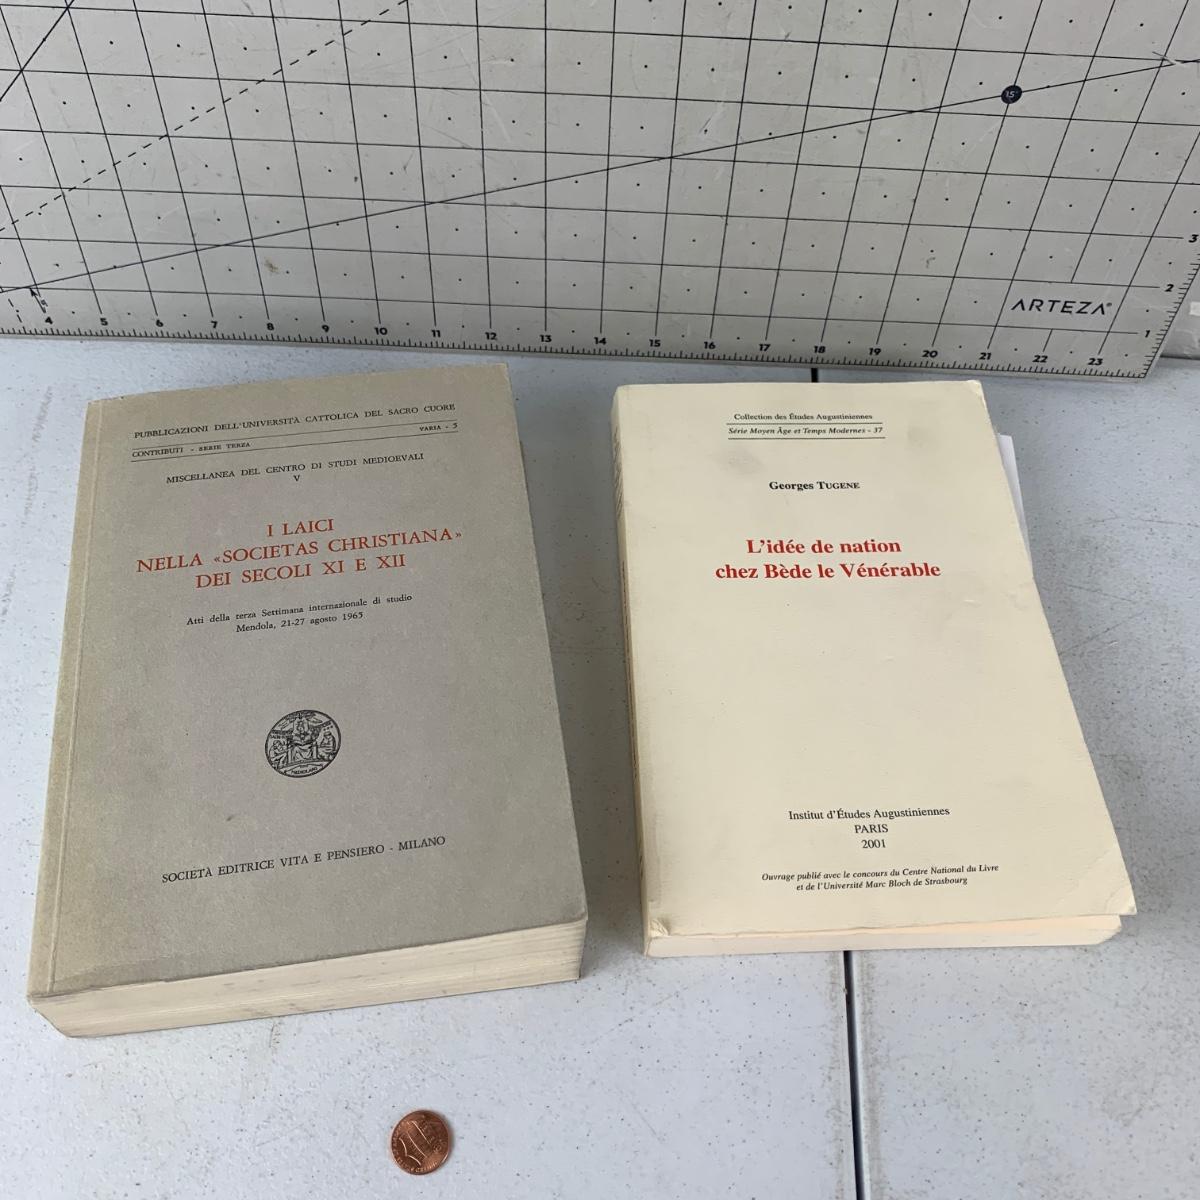 15°
3
2
1
ARTEZA®
4 5 6 7 8 9 10 11 12 13 14 15 16 17 18 19 20 21 22 23
PUBBLICAZIONI DELL'UNIVERSITÀ CATTOLICA DEL SACRO CUORE
CONTRIBUTI - SERIE TERZA VARIA - 5
MISCELLANEA DEL CENTRO DI STUDI MEDIOEVALI
V
I LAICI
NELLA «SOCIETAS CHRISTIANA»
DEI SECOLI XI E XII
Atti della terza Settimana internazionale di studio
Mendola, 21-27 agosto 1965
MEDIOLANI
SOCIETÀ EDITRICE VITA E PENSIERO - MILANO
Collection des Études Augustiniennes
Série Moyen Âge et Temps Modernes - 37
Georges TUGENE
L'idée de nation
chez Bède le Vénérable
Institut d'Études Augustiniennes
PARIS
2001
Ouvrage publié avec le concours du Centre National du Livre
et de l'Université Marc Bloch de Strasbourg